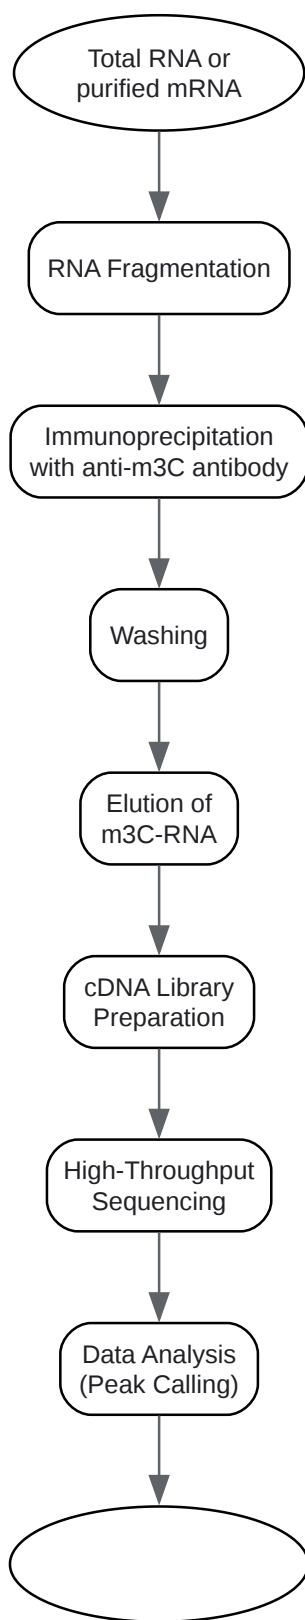 Total RNA or
purified mRNA
RNA Fragmentation
Immunoprecipitation
with anti-m3C antibody
Washing
Elution of
m3C-RNA
cDNA Library
Preparation
High-Throughput
Sequencing
Data Analysis
(Peak Calling)